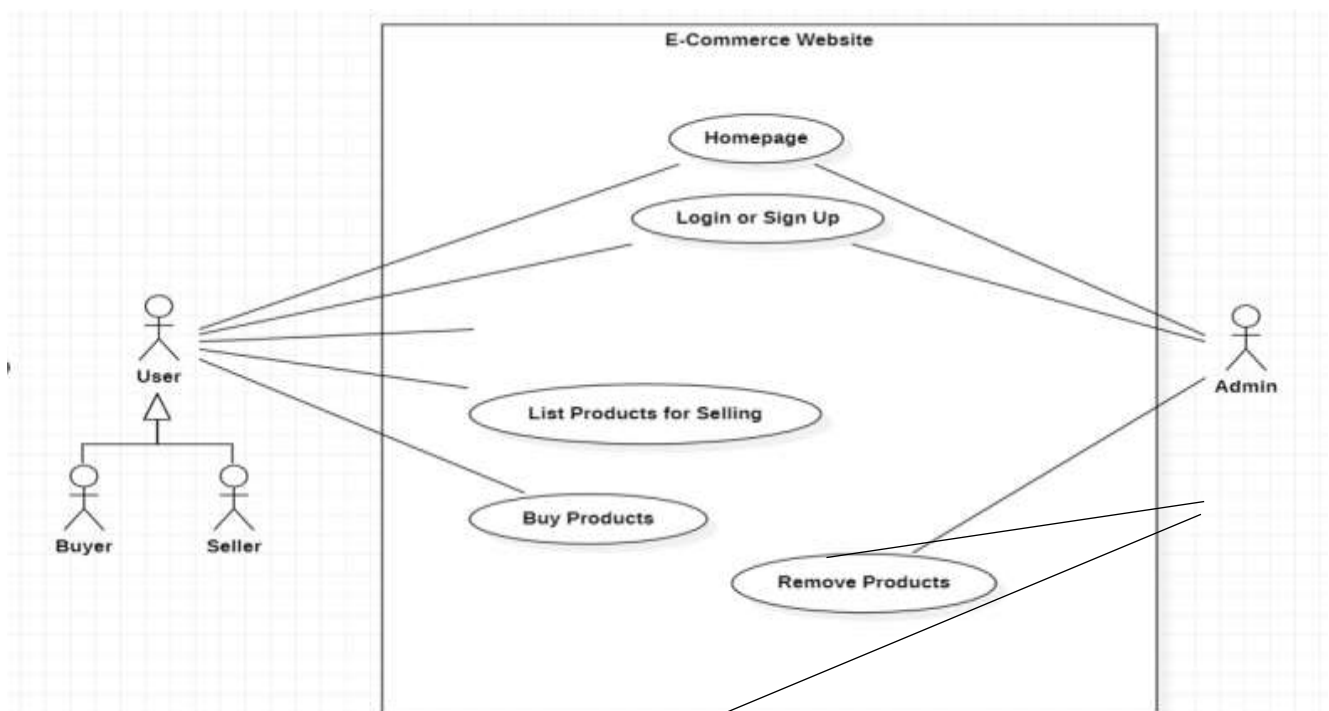 E-Commerce Website
Homepage
Login or Sign Up
User
Admin
List Products for Selling
Buy Products
Buyer
Seller
Remove Products